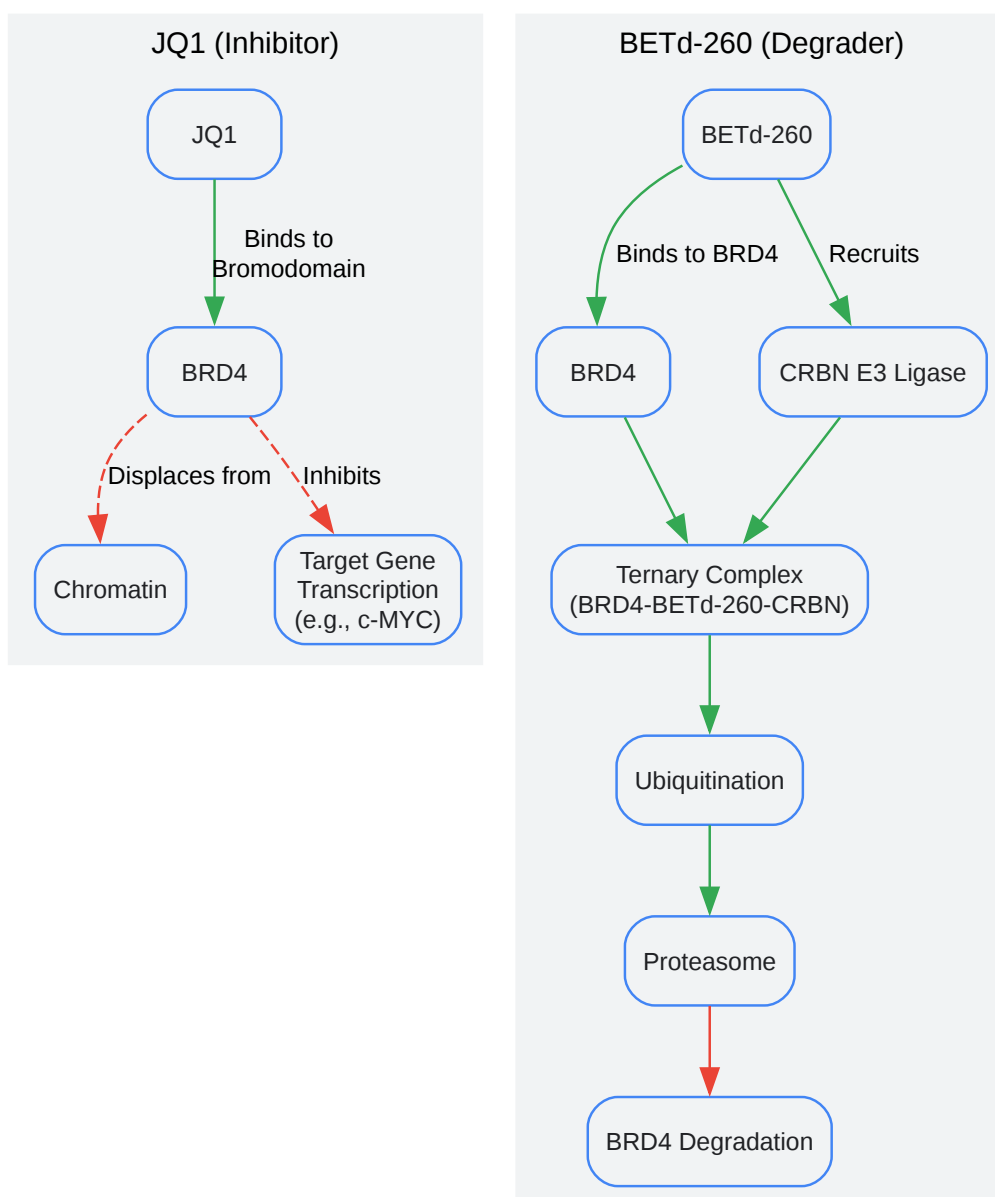 JQ1 (Inhibitor)
JQ1
Binds to
Bromodomain
BRD4
Displaces from
Inhibits
Chromatin
Target Gene
Transcription
(e.g., c-MYC)
BETd-260 (Degrader)
BETd-260
Binds to BRD4
Recruits
BRD4
CRBN E3 Ligase
Ternary Complex
(BRD4-BETd-260-CRBN)
Ubiquitination
Proteasome
BRD4 Degradation